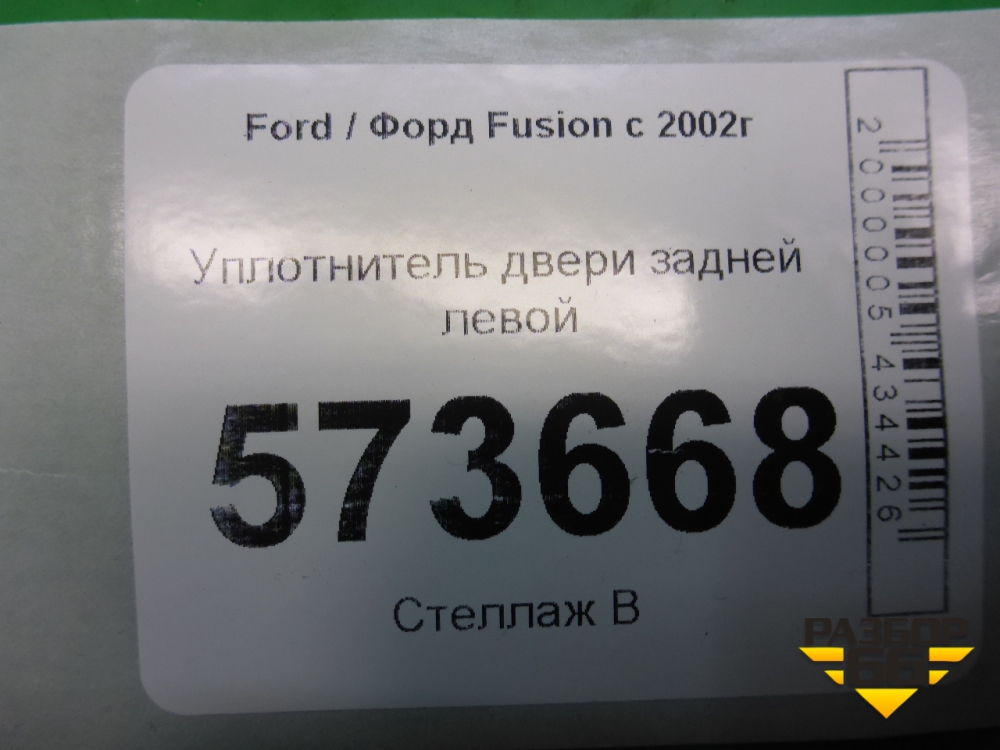 Ford / Форд Fusion с 2002г
Уплотнитель двери задней
левой
573668
Стеллаж В
2000005434426
РАЗБОР
66